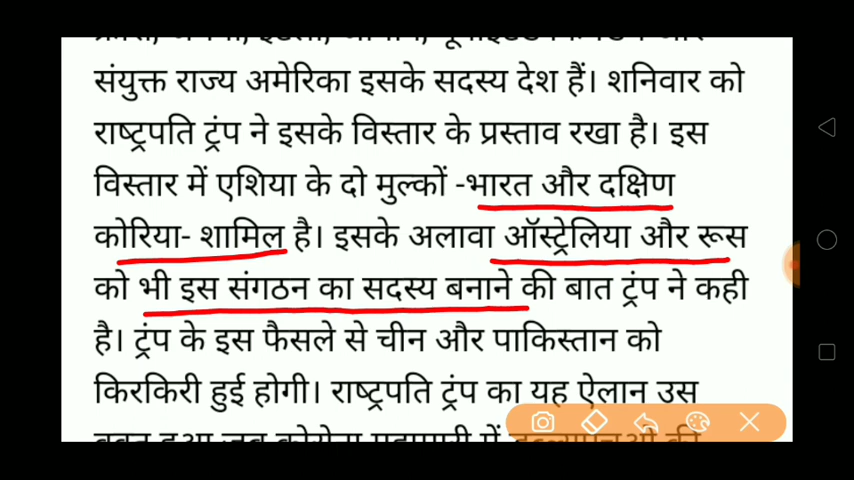 संयुक्त राज्य अमेरिका इसके सदस्य देश हैं। शनिवार को
राष्ट्रपति ट्रंप ने इसके विस्तार के प्रस्ताव रखा है। इस
विस्तार में एशिया के दो मुल्कों -भारत और दक्षिण
कोरिया- शामिल है। इसके अलावा ऑस्ट्रेलिया और रूस
को भी इस संगठन का सदस्य बनाने की बात ट्रंप ने कही
है। ट्रंप के इस फैसले से चीन और पाकिस्तान को
किरकिरी हुई होगी। राष्ट्रपति ट्रंप का यह ऐलान उस